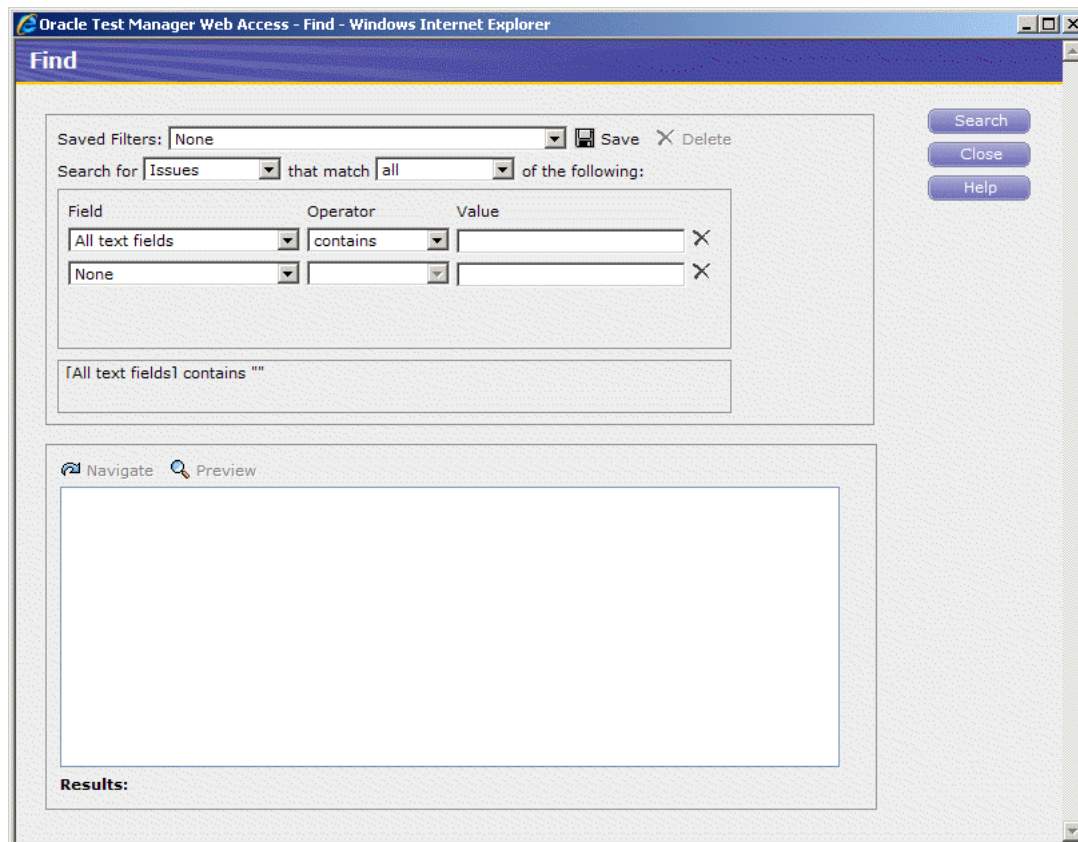 Oracle Test Manager Web Access - Find - Windows Internet Explorer
Find
Saved Filters: None Save Delete
Search for Issues that match all of the following:
Field Operator Value
All text fields contains
None
[All text fields] contains ""
Search
Close
Help
Navigate Preview
Results: